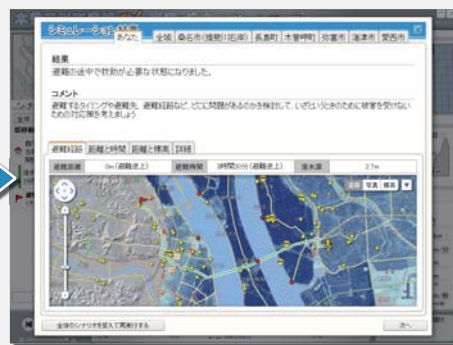 シミュレーション結果
あなた 全域 桑名市(揖斐川右岸) 長島町 木曽岬町 弥富市 海津市 愛西市
結果
避難の途中で救助が必要な状態になりました。
コメント
避難するタイミングや避難先、避難経路など、どこに問題があるのかを検討して、いざというときのために被害を受けない
ための対応策を考えましょう
避難経路 距離と時間 距離と標高 詳細
避難距離 0m(避難途上) 避難時間 3時間30分(避難途上) 浸水深 2.7m
地図 写真 標高
全体のシナリオを変えて再実行する 次へ